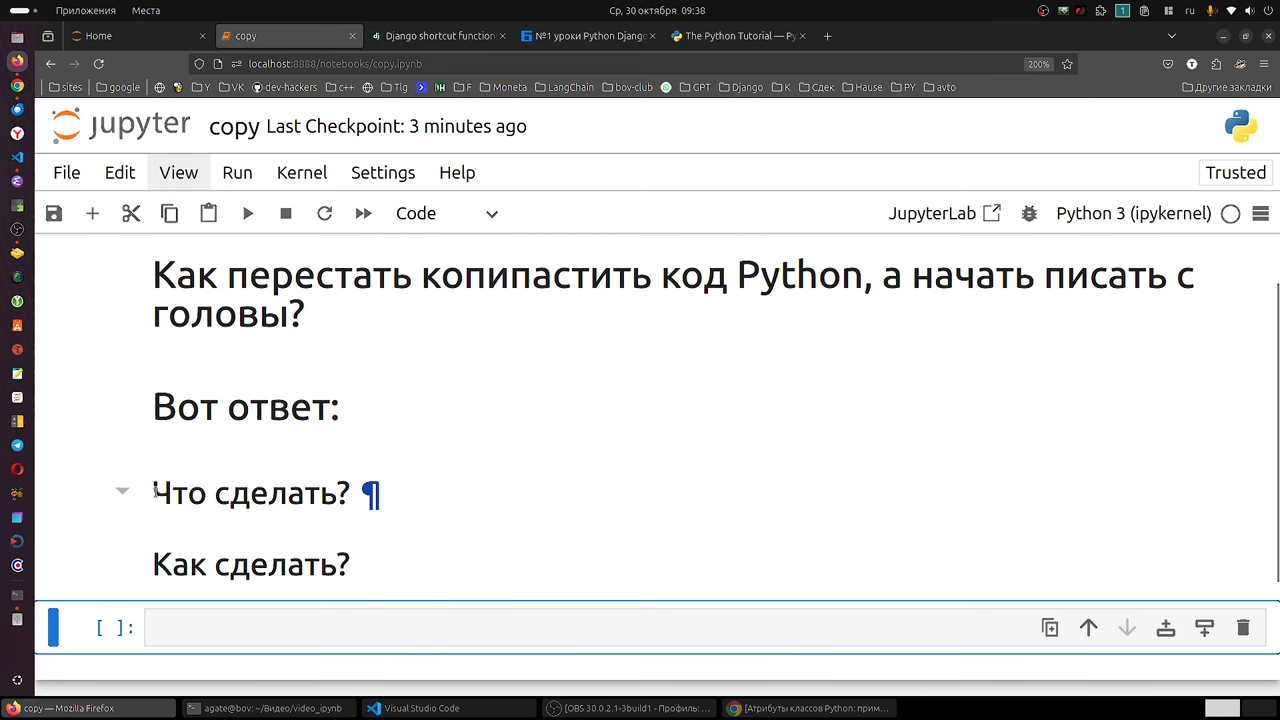 Приложения Места Ср, 30 октября 09:38 ru
Home copy Django shortcut function №1 уроки Python Django The Python Tutorial — Py
localhost:8888/notebooks/copy.ipynb 200%
sites google Y VK dev-hackers c++ Tlg F Moneta LangChain bov-club GPT Django K Сдек Hause PY avto Другие закладки
jupyter copy Last Checkpoint: 3 minutes ago
File Edit View Run Kernel Settings Help Trusted
Code JupyterLab Python 3 (ipykernel)
Как перестать копипастить код Python, а начать писать с
головы?
Вот ответ:
Что сделать? ¶
Как сделать?
[ ]:
copy — Mozilla Firefox agate@bov: ~/Видео/video_ipynb Visual Studio Code [OBS 30.0.2.1-3build1 - Профиль: ... [Атрибуты классов Python: прим...